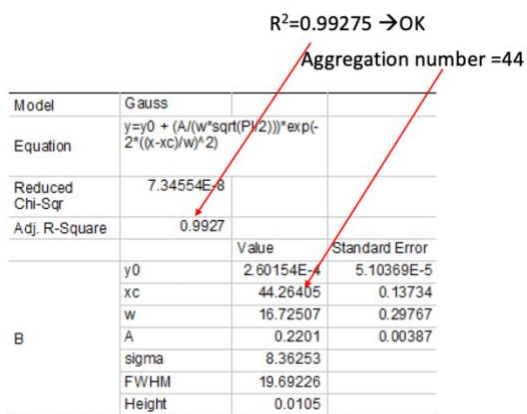 R²=0.99275 →OK
Aggregation number =44
Model Gauss
Equation y=y0 + (A/(w*sqrt(PI/2)))*exp(-
2*((x-xc)/w)^2)
Reduced 7.34554E-8
Chi-Sqr
Adj. R-Square 0.9927
Value Standard Error
y0 2.60154E-4 5.10369E-5
xc 44.26405 0.13734
w 16.72507 0.29767
B A 0.2201 0.00387
sigma 8.36253
FWHM 19.69226
Height 0.0105